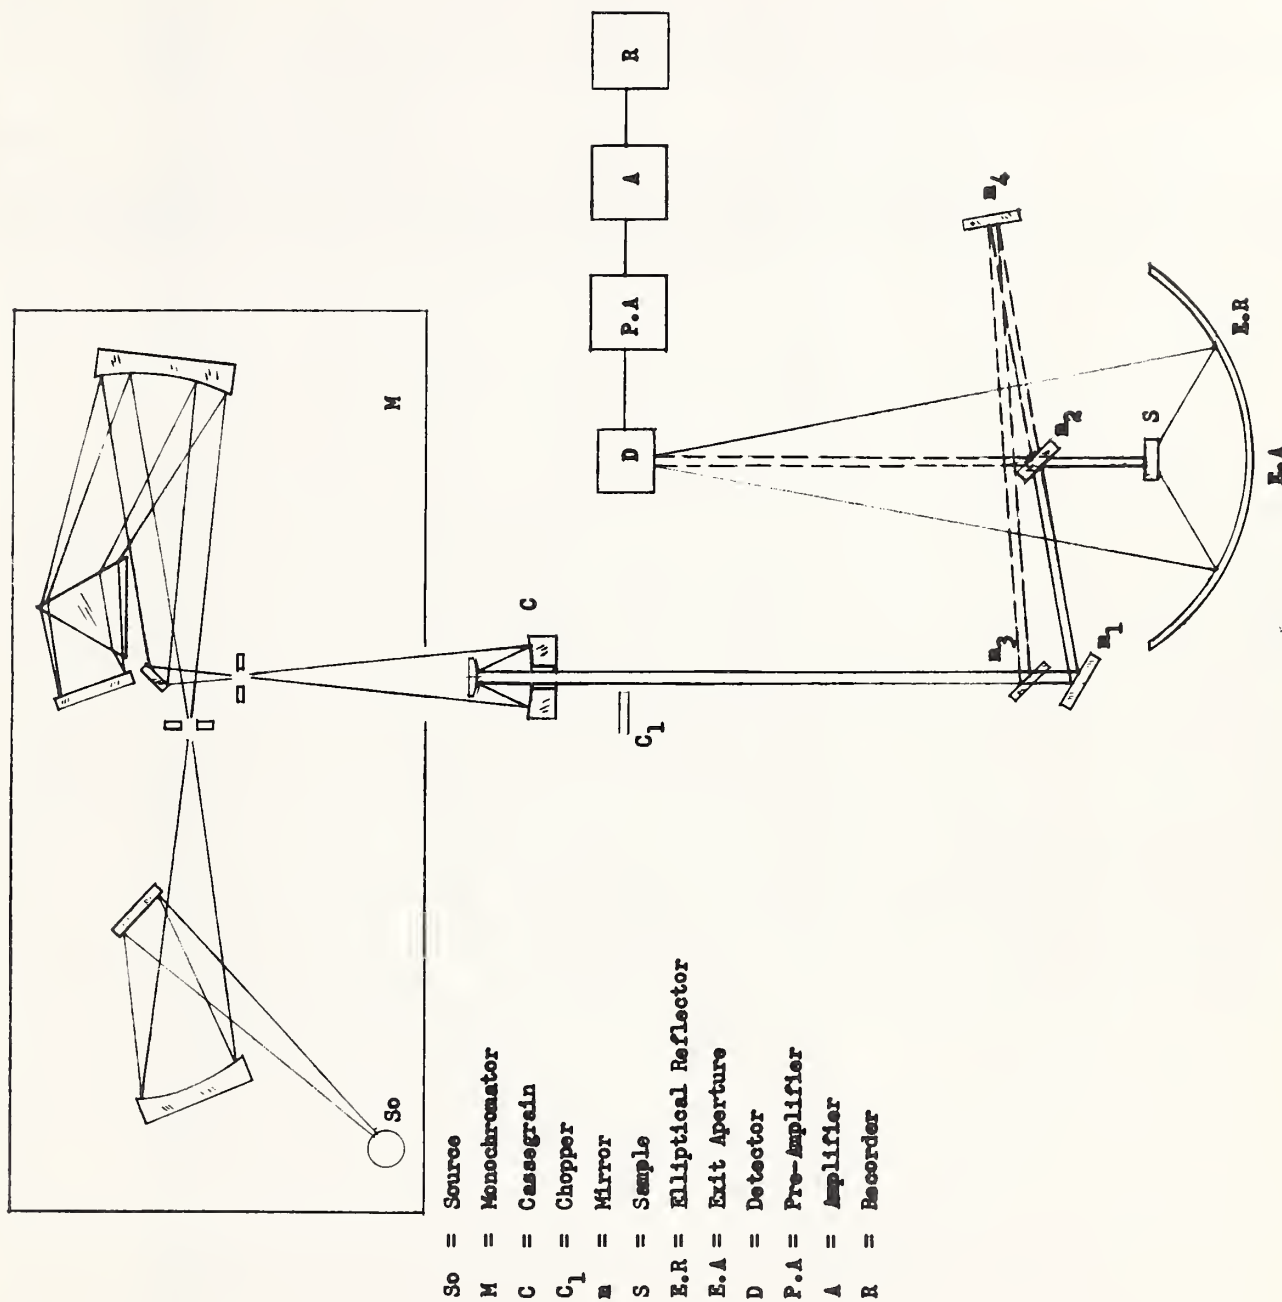 So
M
C
C1
m1
m2
m3
m4
S
E.R
E.A
D
P.A
A
R
So = Source
M = Monochromator
C = Cassegrain
C1 = Chopper
m = Mirror
S = Sample
E.R = Elliptical Reflector
E.A = Exit Aperture
D = Detector
P.A = Pre-Amplifier
A = Amplifier
R = Recorder